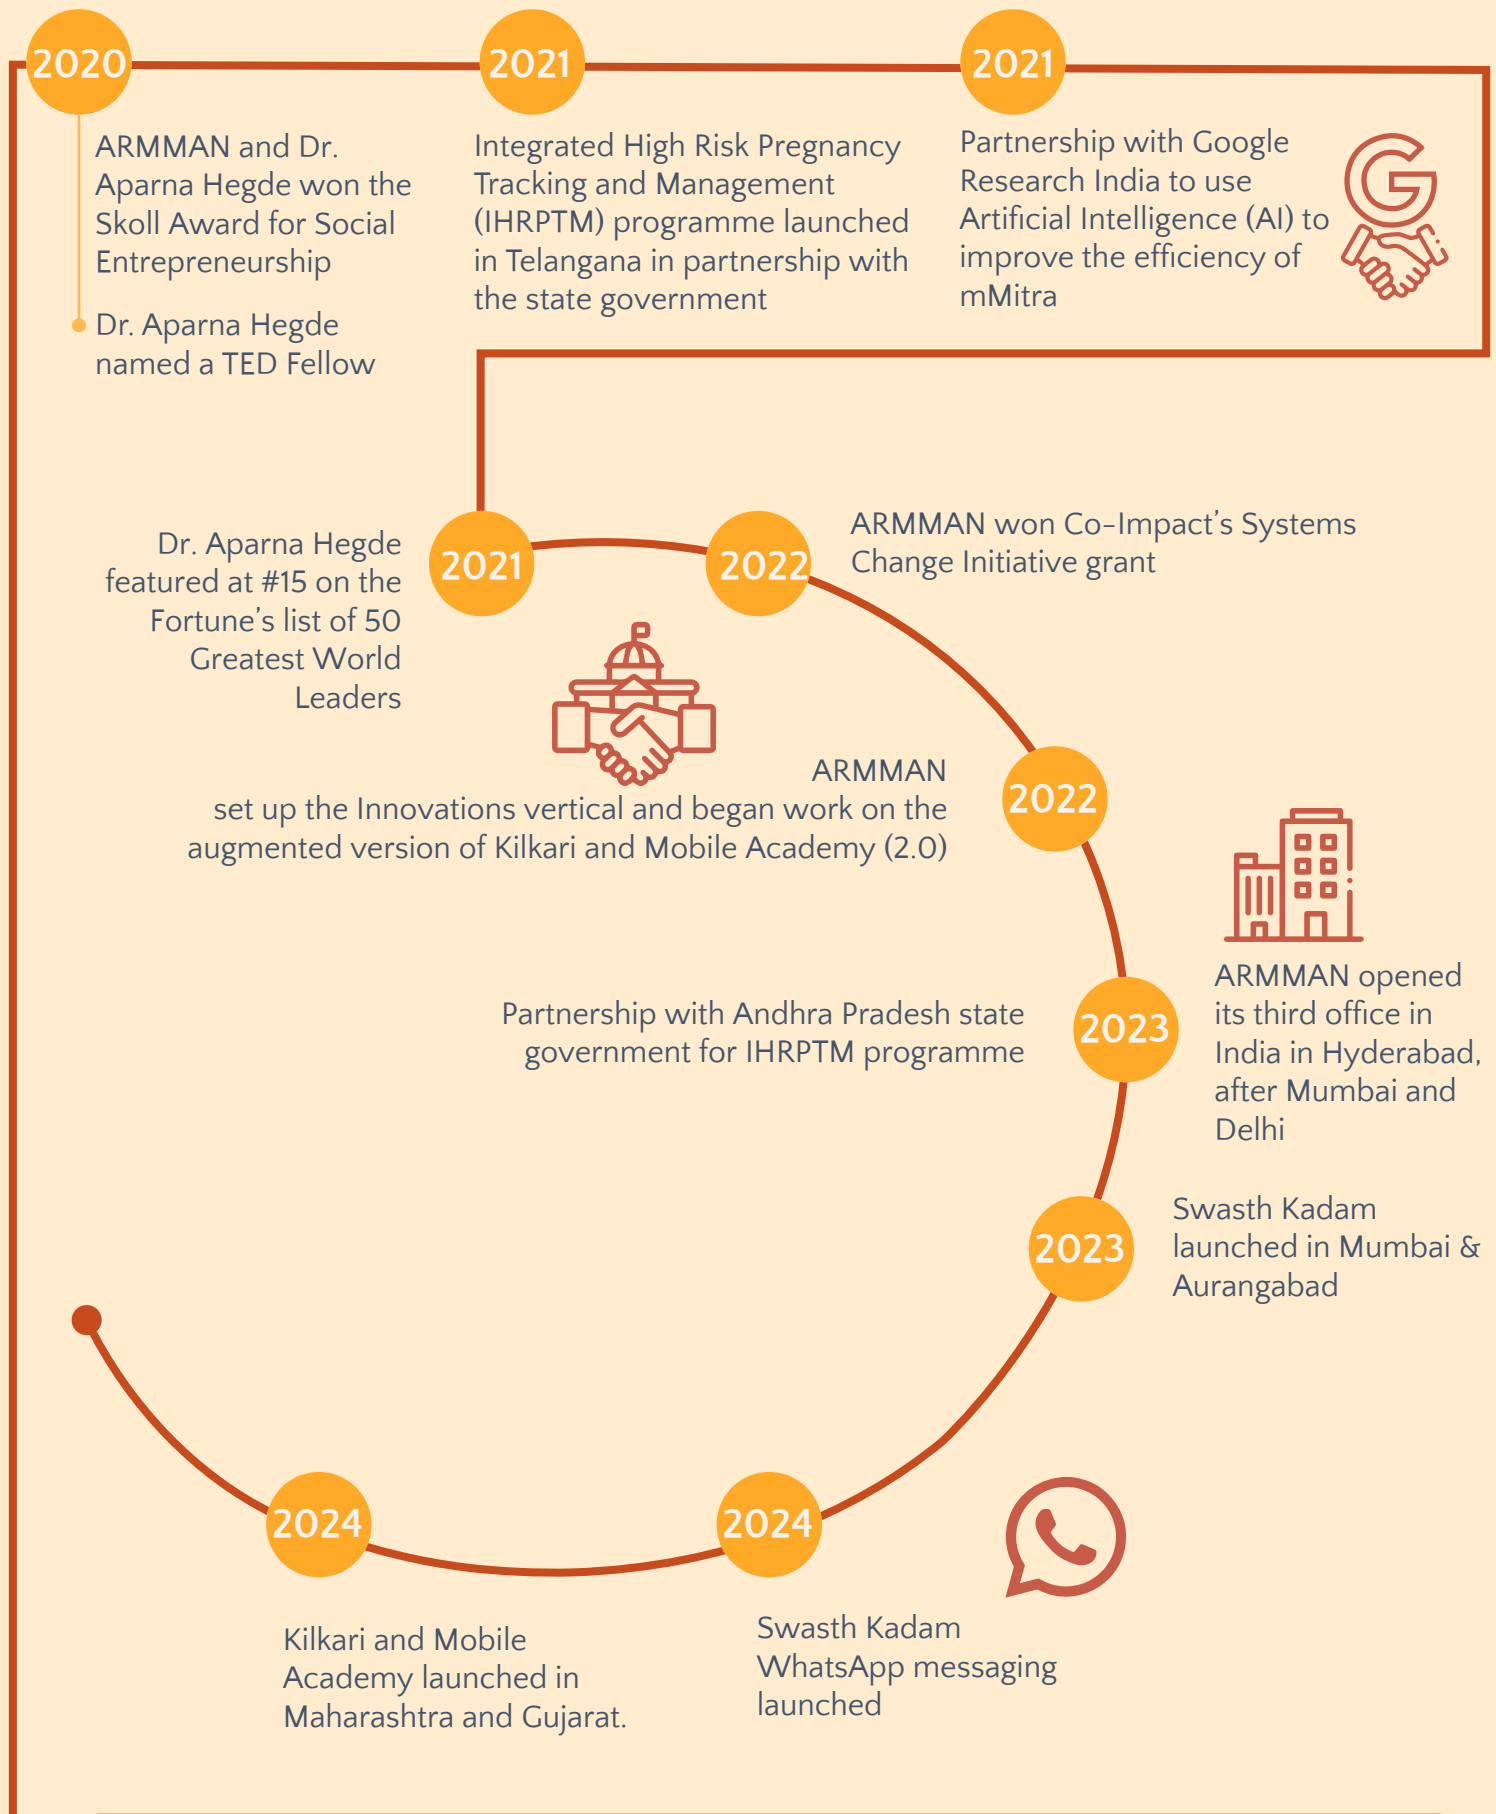 2020
ARMMAN and Dr.
Aparna Hegde won the
Skoll Award for Social
Entrepreneurship
Dr. Aparna Hegde
named a TED Fellow
2021
Integrated High Risk Pregnancy
Tracking and Management
(IHRPTM) programme launched
in Telangana in partnership with
the state government
2021
Partnership with Google
Research India to use
Artificial Intelligence (AI) to
improve the efficiency of
mMitra
G
2021
Dr. Aparna Hegde
featured at #15 on the
Fortune's list of 50
Greatest World
Leaders
2022
ARMMAN won Co-Impact's Systems
Change Initiative grant
2022
ARMMAN
set up the Innovations vertical and began work on the
augmented version of Kilkari and Mobile Academy (2.0)
2023
Partnership with Andhra Pradesh state
government for IHRPTM programme
ARMMAN opened
its third office in
India in Hyderabad,
after Mumbai and
Delhi
2023
Swasth Kadam
launched in Mumbai &
Aurangabad
2024
Swasth Kadam
WhatsApp messaging
launched
2024
Kilkari and Mobile
Academy launched in
Maharashtra and Gujarat.